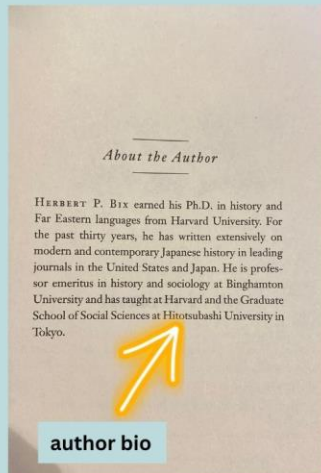 About the Author
HERBERT P. BIX earned his Ph.D. in history and
Far Eastern languages from Harvard University. For
the past thirty years, he has written extensively on
modern and contemporary Japanese history in leading
journals in the United States and Japan. He is profes-
sor emeritus in history and sociology at Binghamton
University and has taught at Harvard and the Graduate
School of Social Sciences at Hitotsubashi University in
Tokyo.
author bio